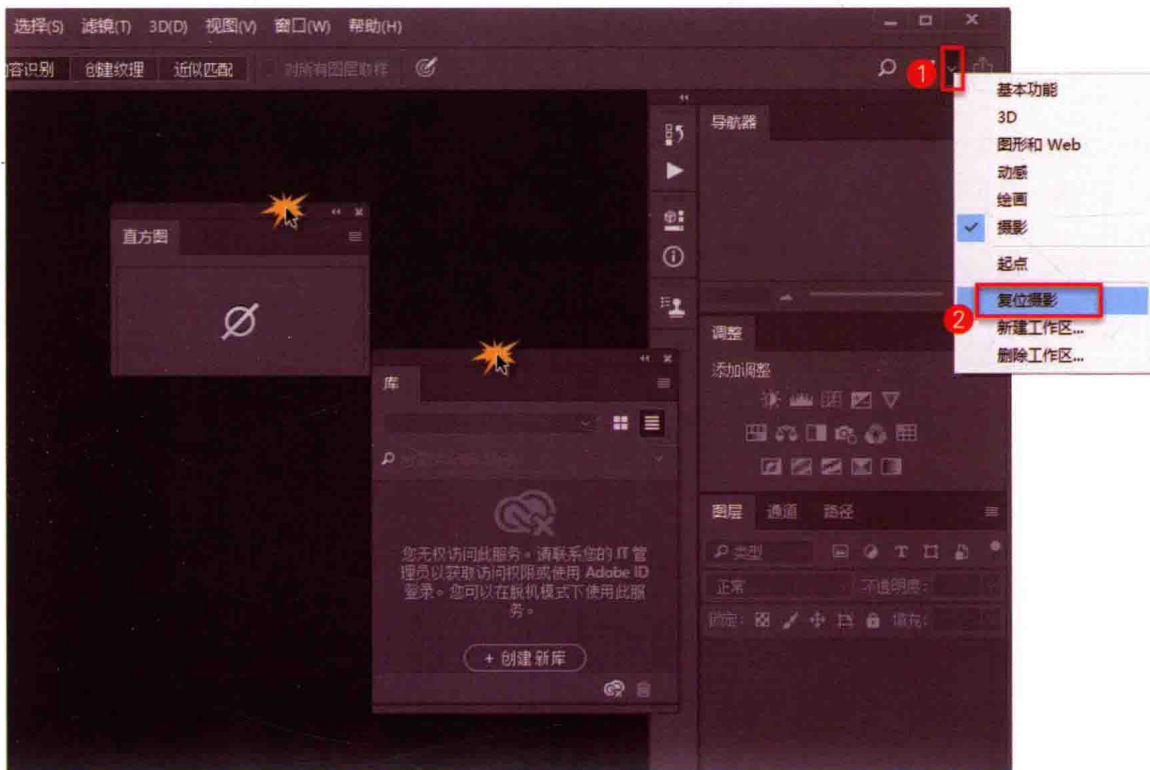 选择(S) 滤镜(T) 3D(D) 视图(V) 窗口(W) 帮助(H)
内容识别 创建纹理 近似匹配 对所有图层取样
1
基本功能
3D
图形和 Web
动感
绘画
摄影
起点
复位摄影
2
新建工作区...
删除工作区...
导航器
直方图
调整
添加调整
库
您无权访问此服务。请联系您的 IT 管
理员以获取访问权限或使用 Adobe ID
登录。您可以在脱机模式下使用此服
务。
+ 创建新库
图层 通道 路径
类型
正常 不透明度:
锁定: 填充: